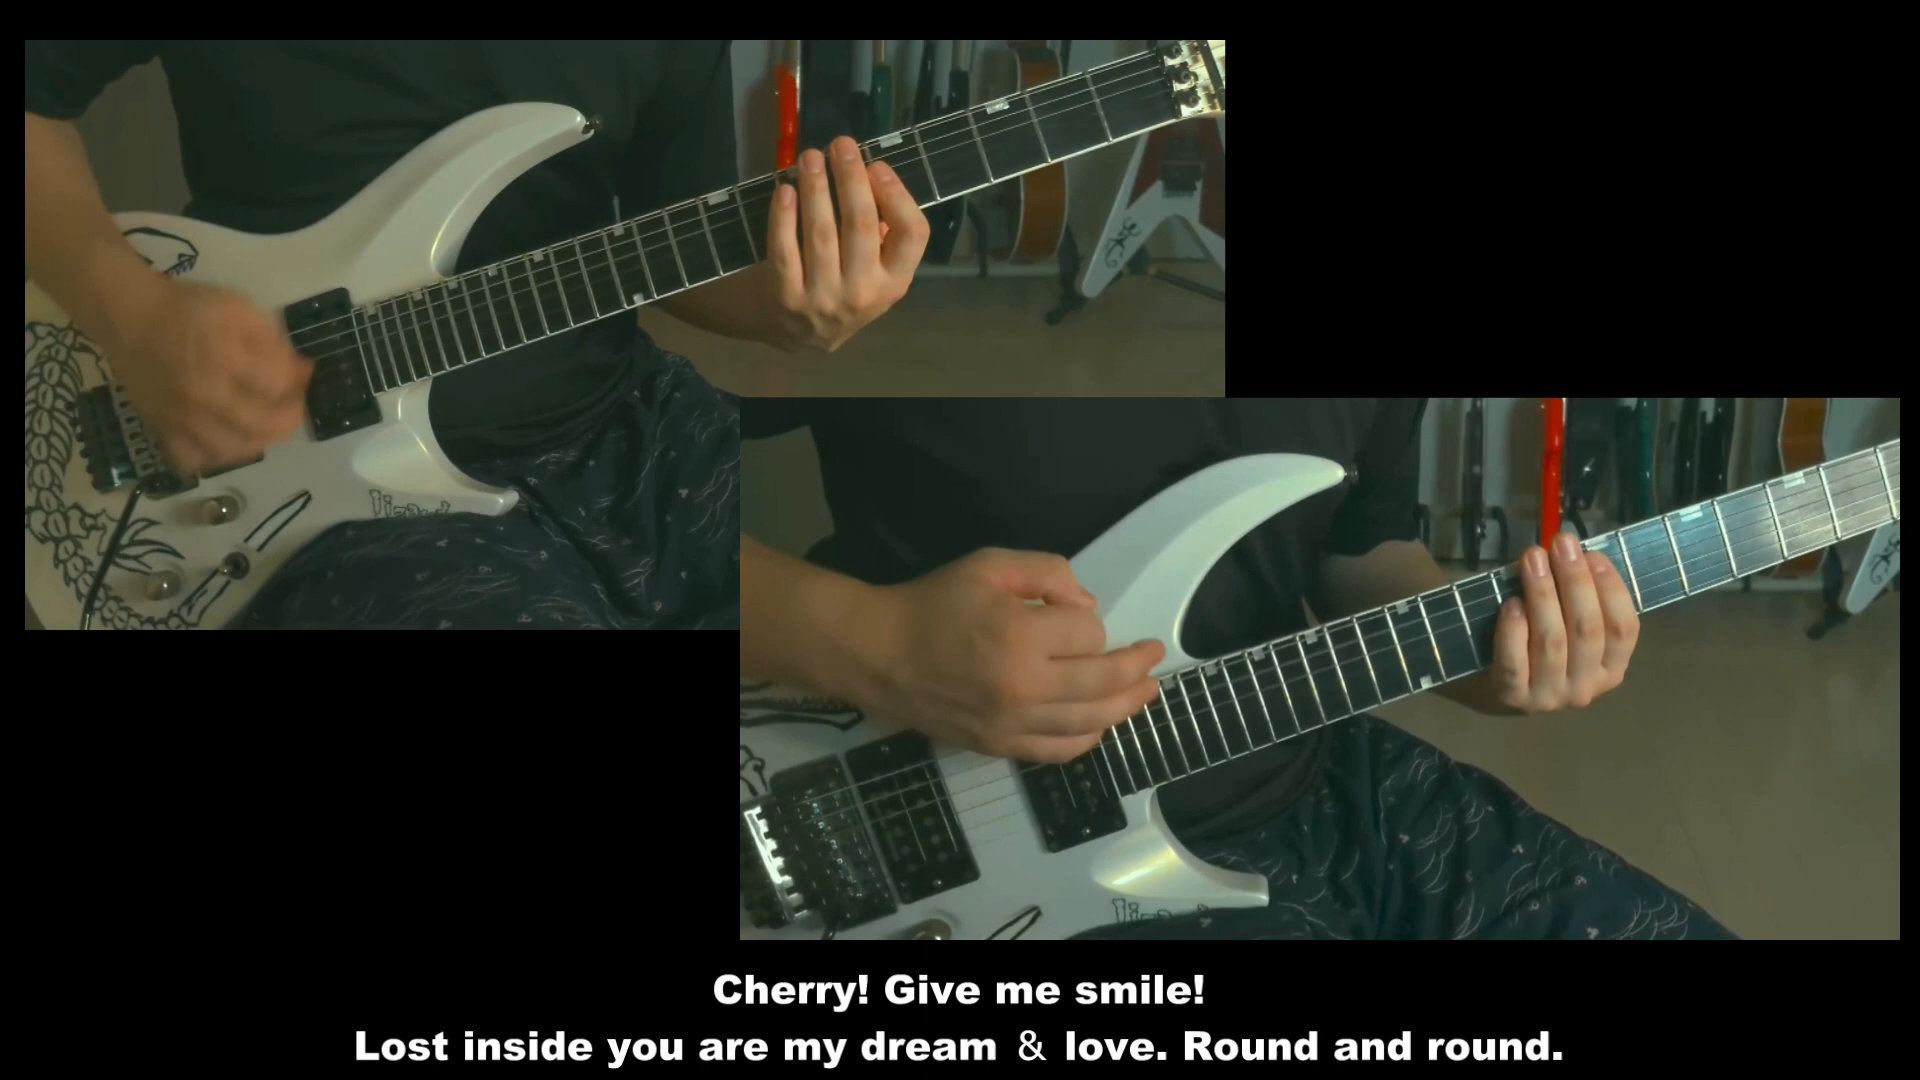 Cherry! Give me smile!
Lost inside you are my dream & love. Round and round.